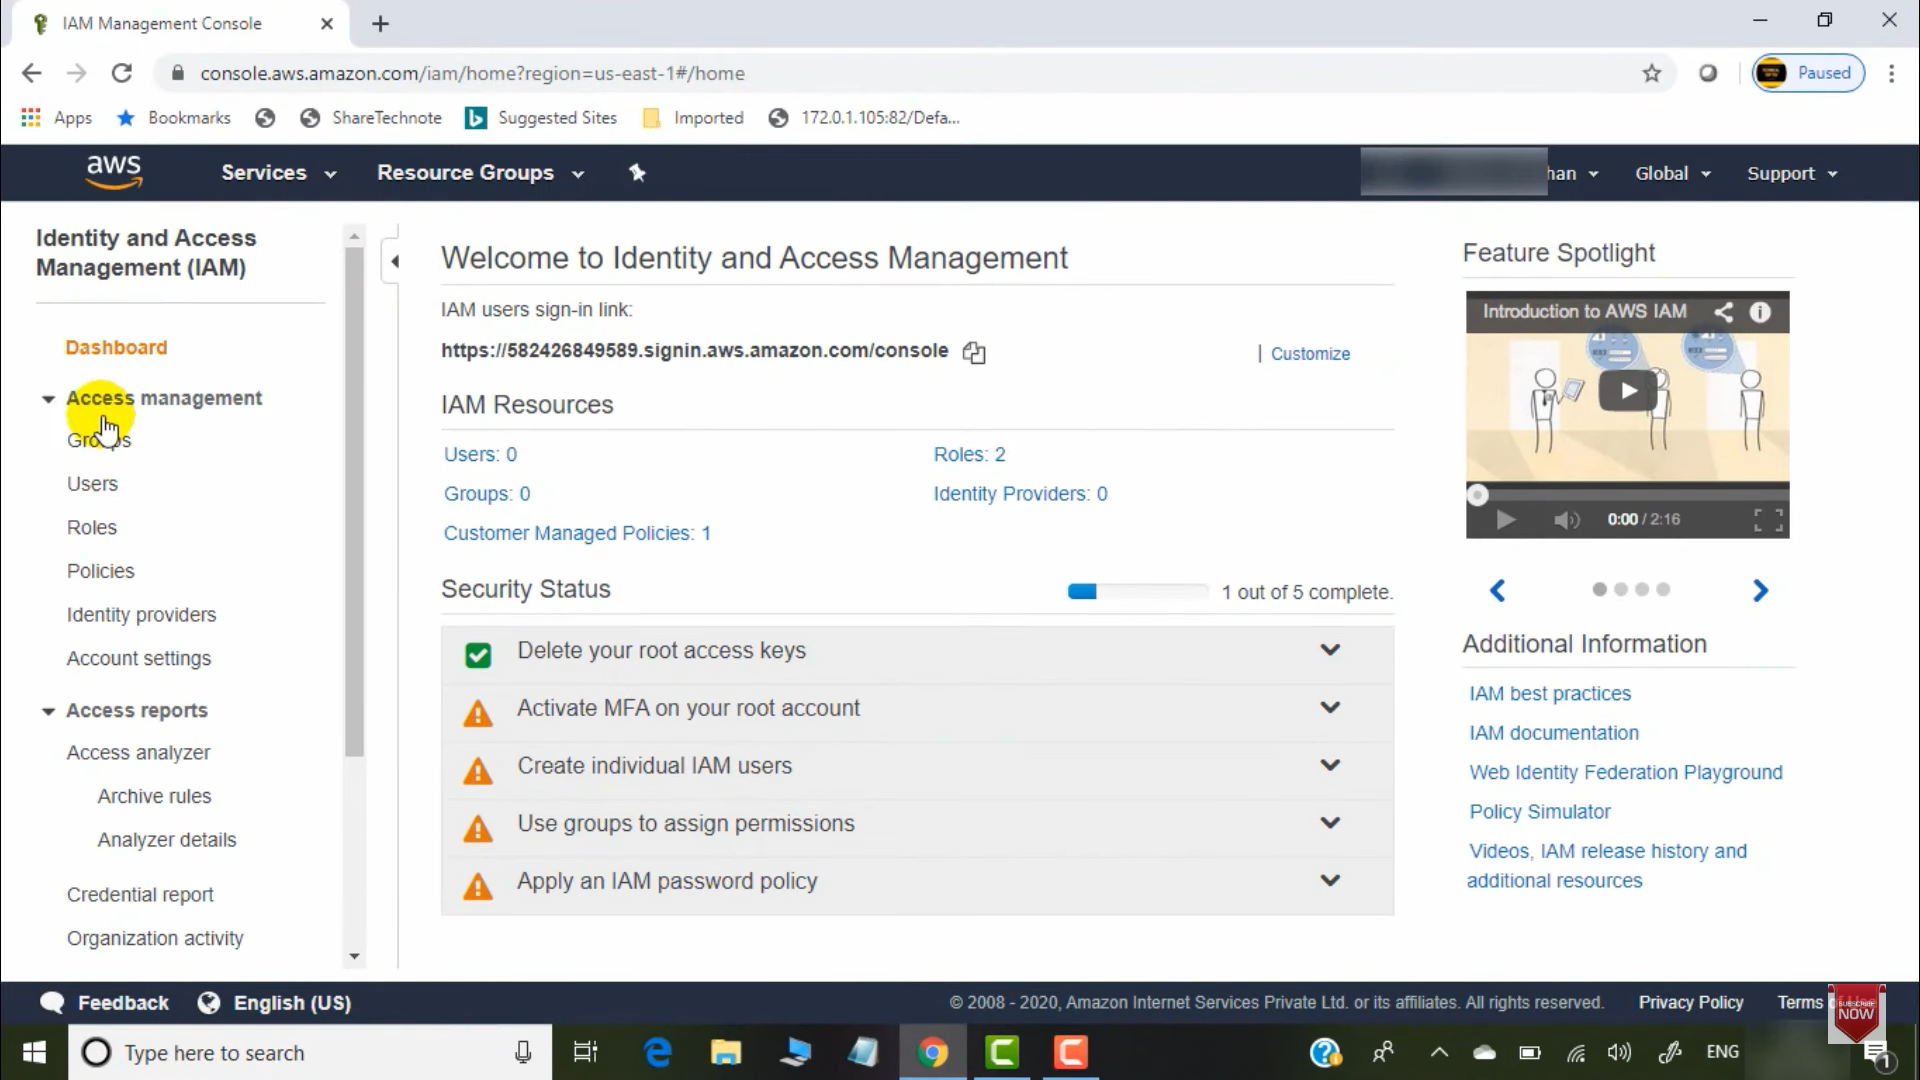 IAM Management Console
console.aws.amazon.com/iam/home?region=us-east-1#/home
Paused
Apps
Bookmarks
ShareTechnote
Suggested Sites
Imported
172.0.1.105:82/Defa...
aws
Services
Resource Groups
han
Global
Support
Identity and Access
Management (IAM)
Dashboard
Access management
Groups
Users
Roles
Policies
Identity providers
Account settings
Access reports
Access analyzer
Archive rules
Analyzer details
Credential report
Organization activity
Welcome to Identity and Access Management
IAM users sign-in link:
https://582426849589.signin.aws.amazon.com/console
| Customize
IAM Resources
Users: 0
Roles: 2
Groups: 0
Identity Providers: 0
Customer Managed Policies: 1
Security Status
1 out of 5 complete.
Delete your root access keys
Activate MFA on your root account
Create individual IAM users
Use groups to assign permissions
Apply an IAM password policy
Feature Spotlight
Introduction to AWS IAM
0:00 / 2:16
Additional Information
IAM best practices
IAM documentation
Web Identity Federation Playground
Policy Simulator
Videos, IAM release history and
additional resources
Feedback
English (US)
© 2008 - 2020, Amazon Internet Services Private Ltd. or its affiliates. All rights reserved.
Privacy Policy
Terms
SUBSCRIBE
NOW
Type here to search
ENG
1